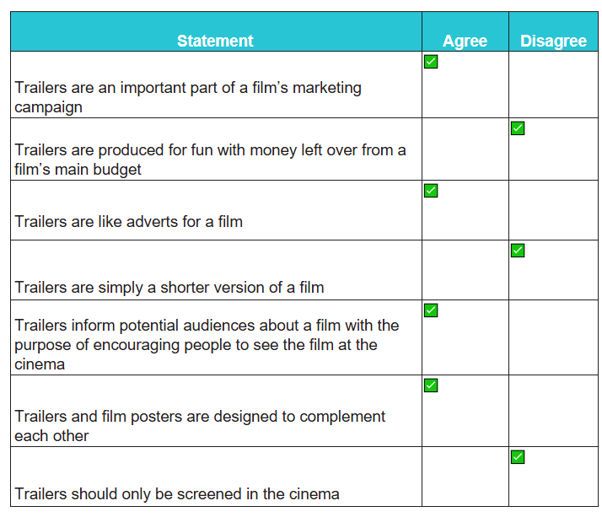 Statement Agree Disagree
Trailers are an important part of a film’s marketing
campaign
Trailers are produced for fun with money left over from a
film’s main budget
Trailers are like adverts for a film
Trailers are simply a shorter version of a film
Trailers inform potential audiences about a film with the
purpose of encouraging people to see the film at the
cinema
Trailers and film posters are designed to complement
each other
Trailers should only be screened in the cinema